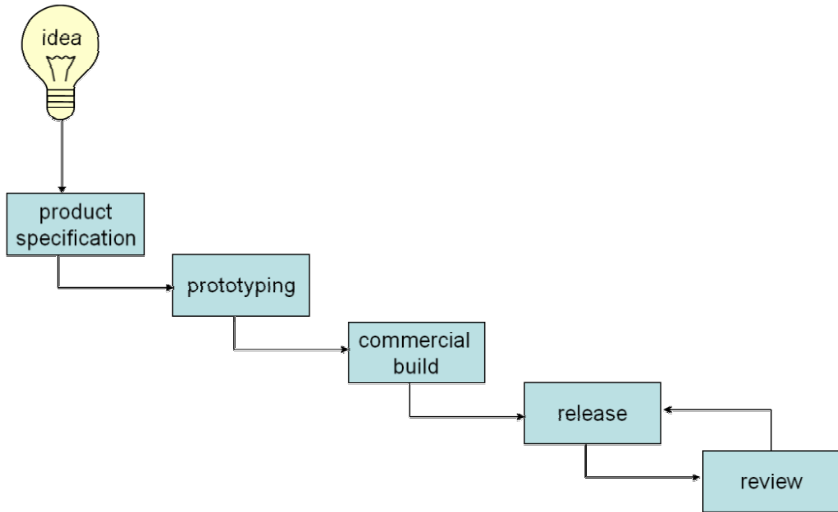 idea
product
specification
prototyping
commercial
build
release
review